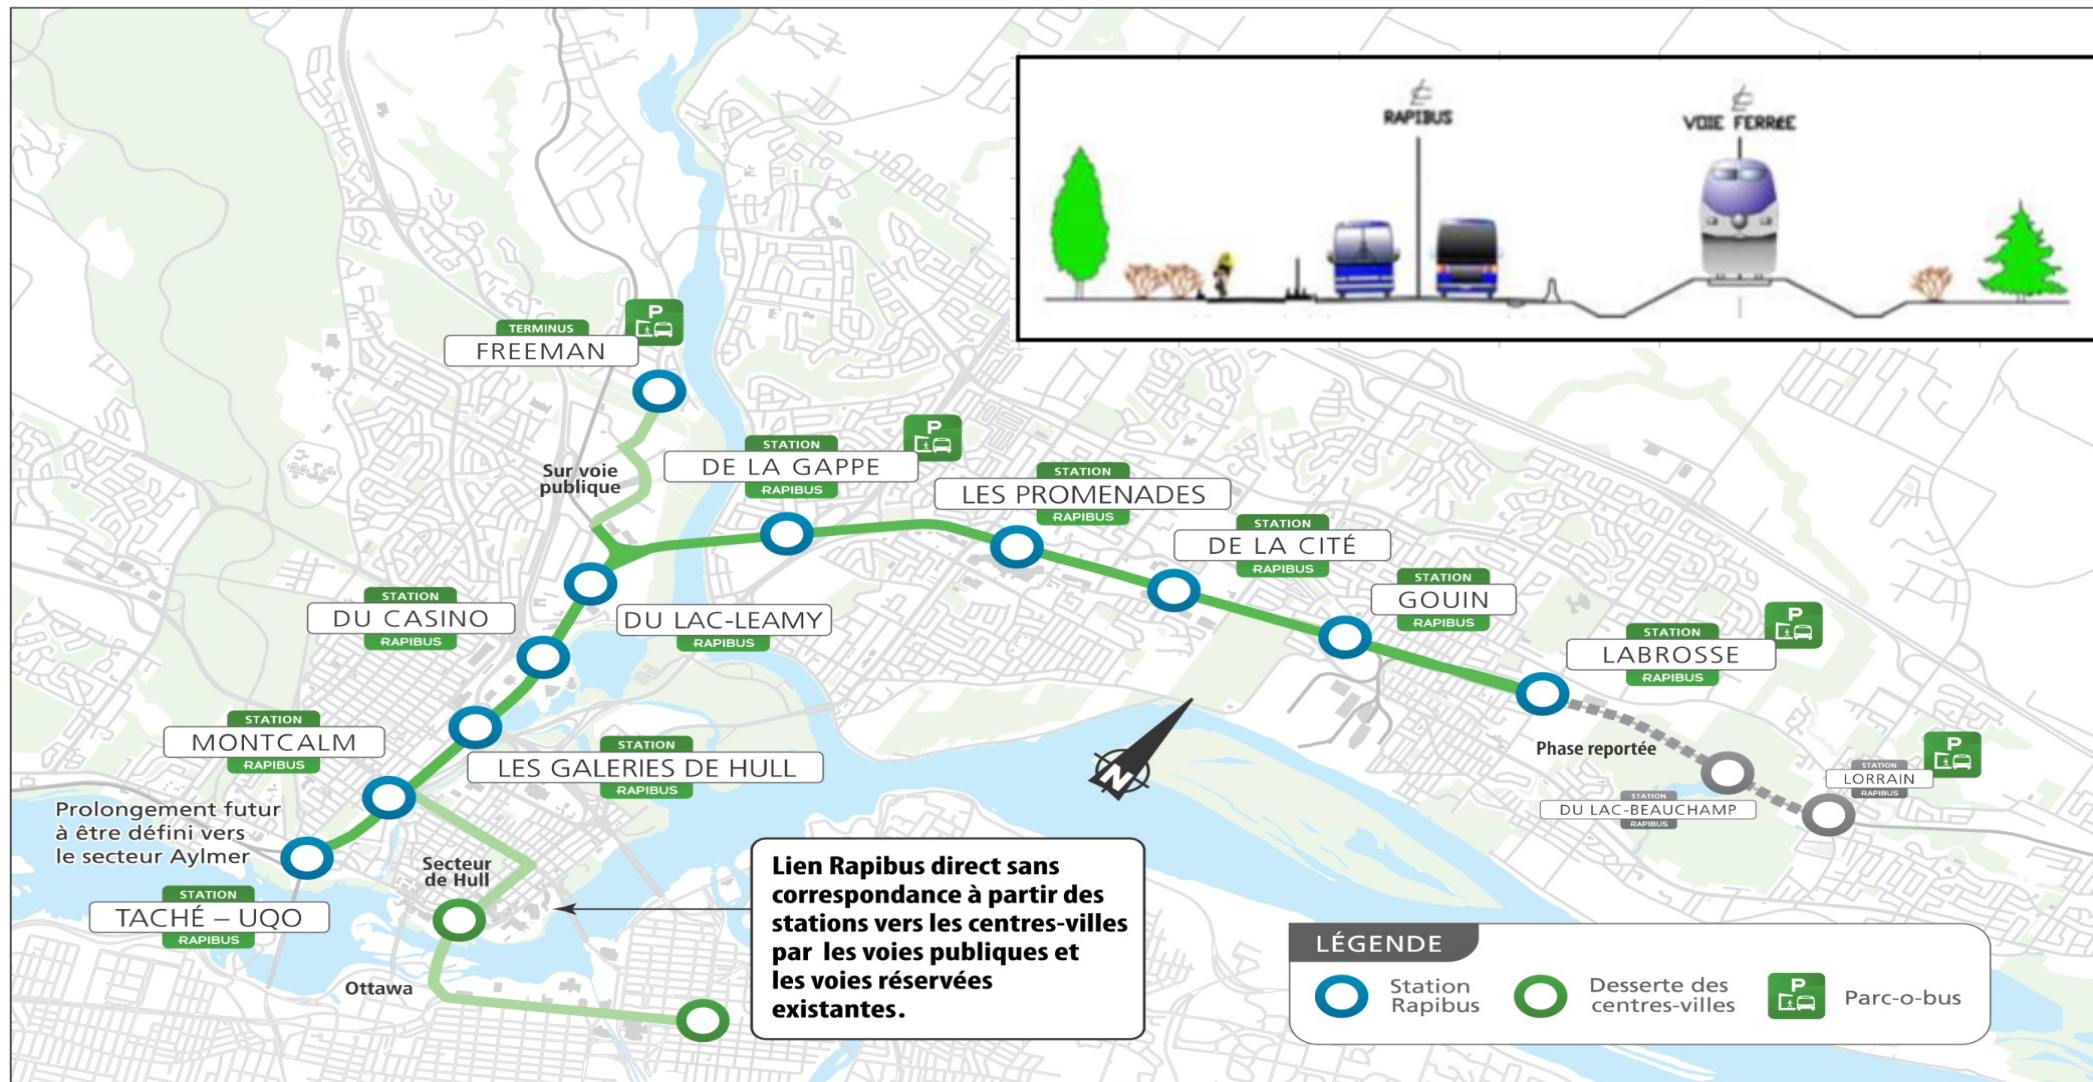 RAPIBUS
VOIE FERRéE
TERMINUS
FREEMAN
P
Sur voie
publique
STATION
DE LA GAPPE
RAPIBUS
P
STATION
LES PROMENADES
RAPIBUS
STATION
DE LA CITÉ
RAPIBUS
STATION
GOUIN
RAPIBUS
STATION
LABROSSE
RAPIBUS
P
STATION
DU CASINO
RAPIBUS
DU LAC-LEAMY
RAPIBUS
STATION
MONTCALM
RAPIBUS
STATION
LES GALERIES DE HULL
RAPIBUS
N
Phase reportée
STATION
DU LAC-BEAUCHAMP
RAPIBUS
STATION
LORRAIN
RAPIBUS
P
Prolongement futur
à être défini vers
le secteur Aylmer
STATION
TACHÉ – UQO
RAPIBUS
Secteur
de Hull
Ottawa
Lien Rapibus direct sans
correspondance à partir des
stations vers les centres-villes
par les voies publiques et
les voies réservées
existantes.
LÉGENDE
Station
Rapibus
Desserte des
centres-villes
P
Parc-o-bus